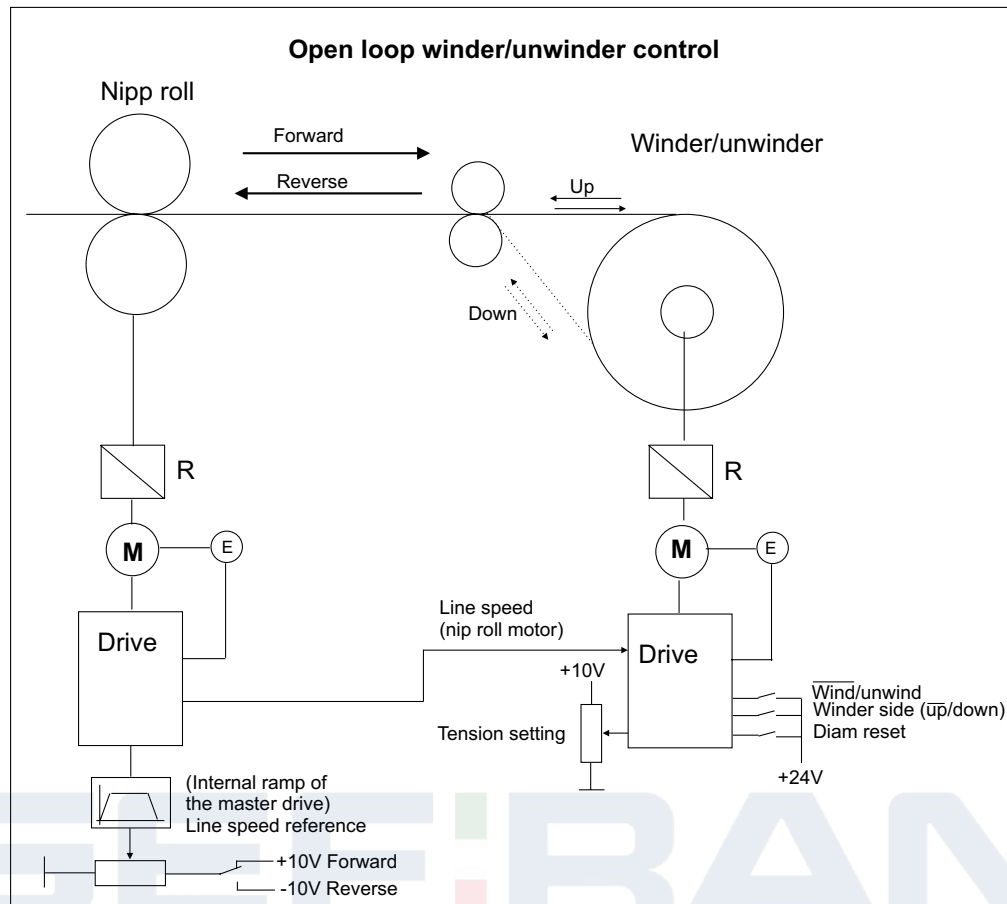 Open loop winder/unwinder control
Nipp roll
Forward
Winder/unwinder
Reverse
Up
Down
R
R
M
E
M
E
Line speed
(nip roll motor)
Drive
Drive
+10V
Wind/unwind
Winder side (up/down)
Tension setting
Diam reset
+24V
(Internal ramp of
the master drive)
Line speed reference
+10V Forward
-10V Reverse
GEFRAN